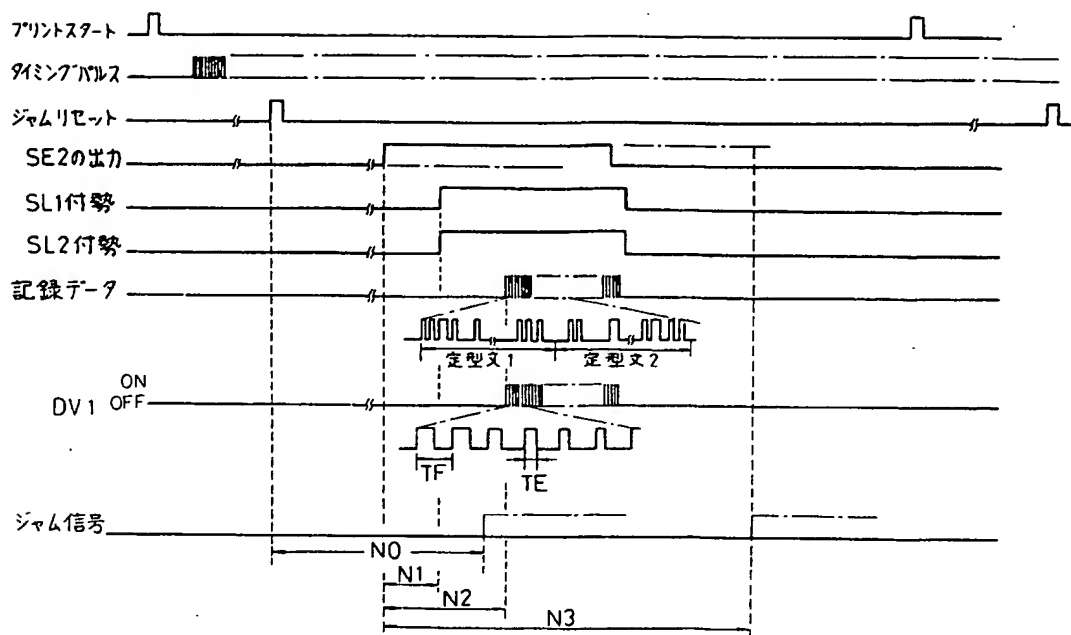 プリントスタート
タイミングパルス
ジャムリセット
SE2の出力
SL1付勢
SL2付勢
記録データ
定型文1 定型文2
ON
DV1 OFF
TF TE
ジャム信号
N0
N1
N2
N3